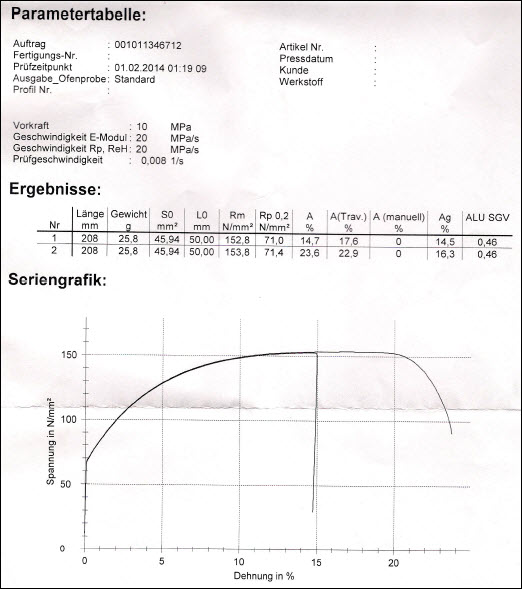 Parametertabelle:
Auftrag : 001011346712
Fertigungs-Nr. :
Prüfzeitpunkt : 01.02.2014 01:19 09
Ausgabe_Ofenprobe : Standard
Profil Nr. :
Artikel Nr. :
Pressdatum :
Kunde :
Werkstoff :
Vorkraft : 10 MPa
Geschwindigkeit E-Modul : 20 MPa/s
Geschwindigkeit Rp, ReH : 20 MPa/s
Prüfgeschwindigkeit : 0,008 1/s
Ergebnisse:
Länge Gewicht S0 L0 Rm Rp 0,2 A A(Trav.) A (manuell) Ag ALU SGV
Nr mm g mm² mm N/mm² N/mm² % % % %
1 208 25,8 45,94 50,00 152,8 71,0 14,7 17,6 0 14,5 0,46
2 208 25,8 45,94 50,00 153,8 71,4 23,6 22,9 0 16,3 0,46
Seriengrafik:
Spannung in N/mm²
150
100
50
0
0 5 10 15 20
Dehnung in %